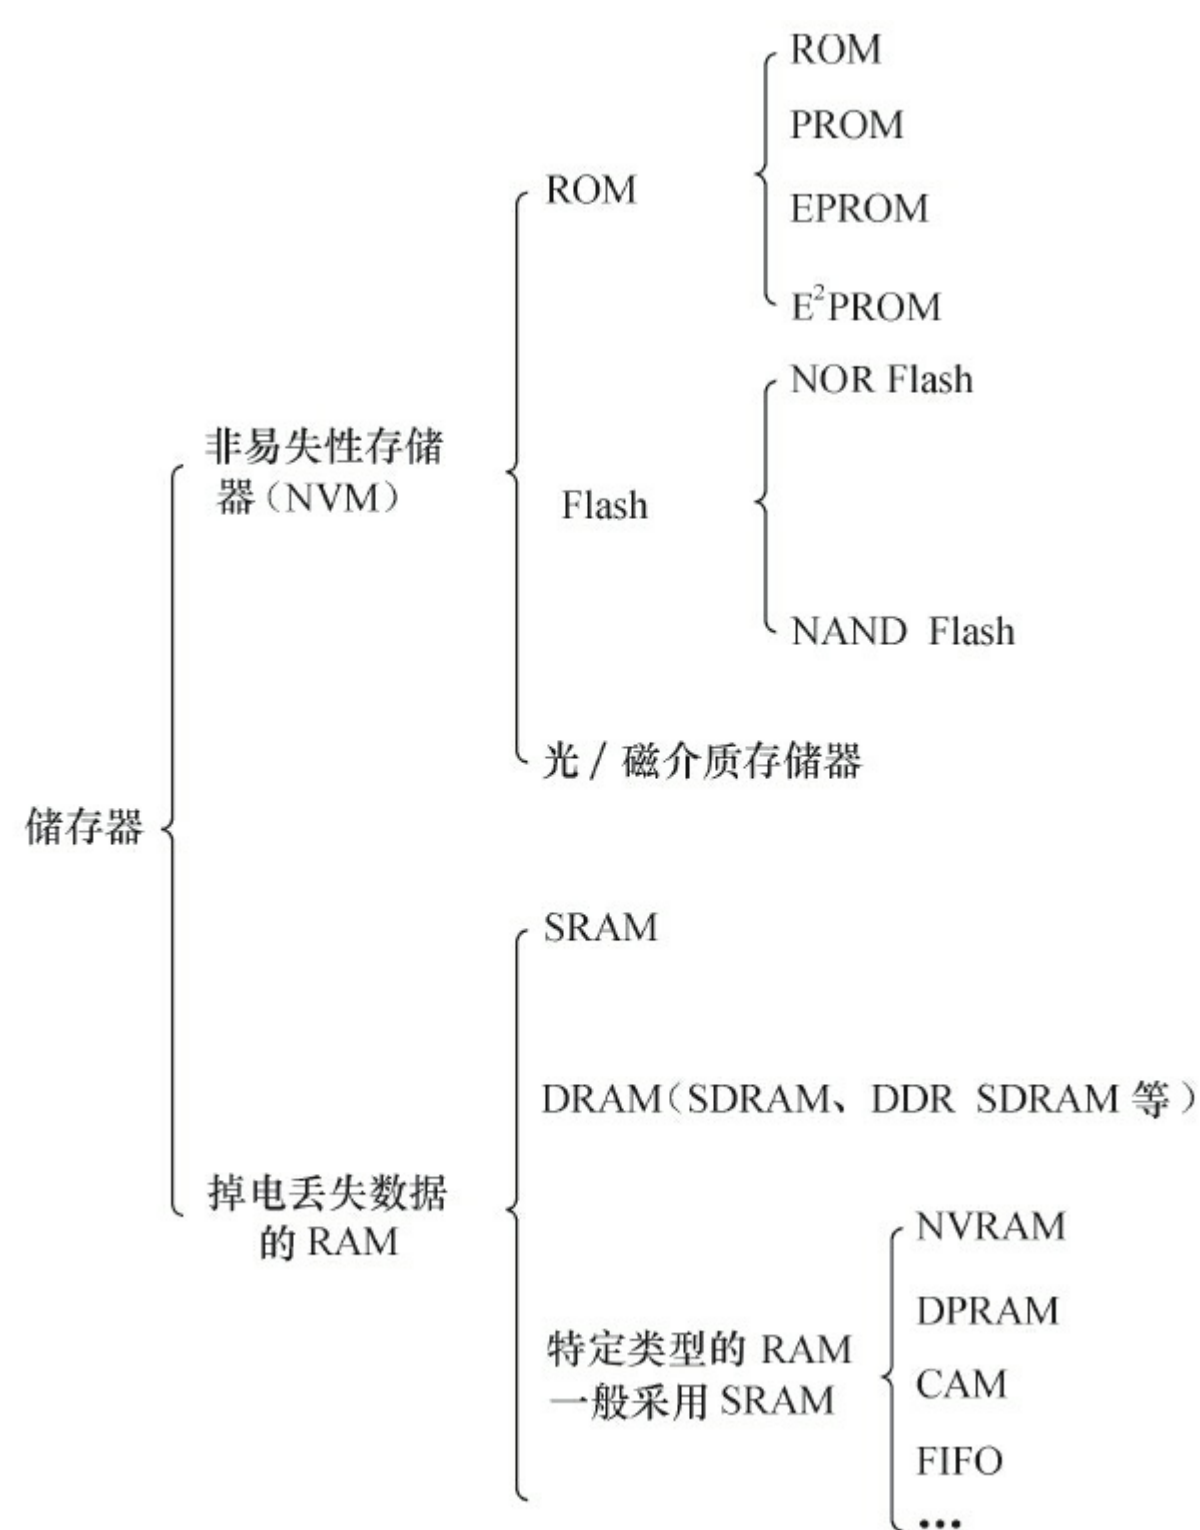 储存器
非易失性存储
器（NVM）
ROM
ROM
PROM
EPROM
E²PROM
Flash
NOR Flash
NAND Flash
光 / 磁介质存储器
掉电丢失数据
的 RAM
SRAM
DRAM（SDRAM、DDR SDRAM 等）
特定类型的 RAM
一般采用 SRAM
NVRAM
DPRAM
CAM
FIFO
…